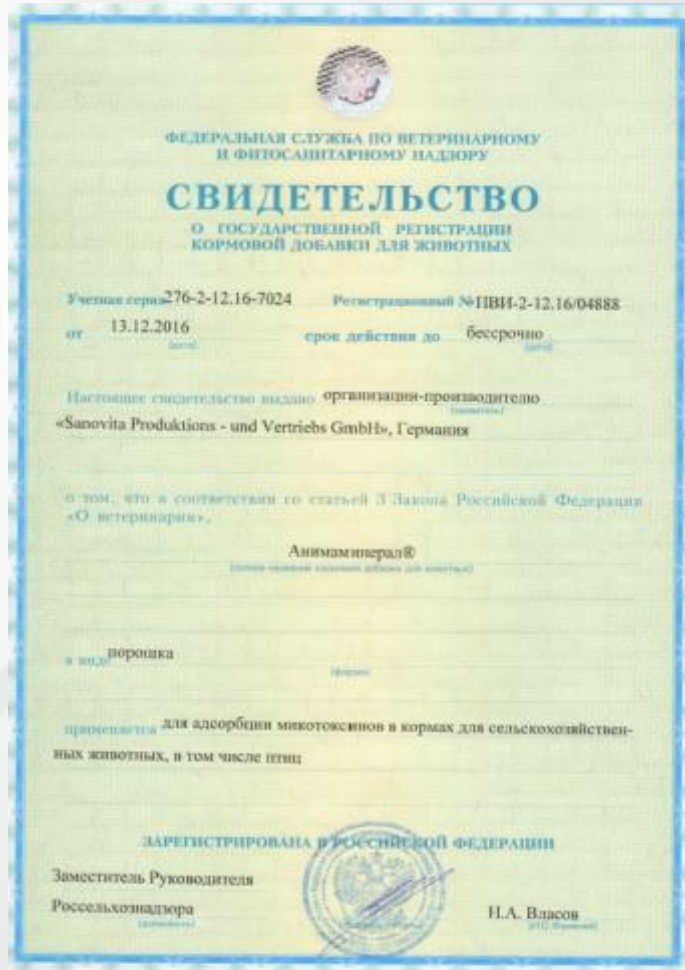 ФЕДЕРАЛЬНАЯ СЛУЖБА ПО ВЕТЕРИНАРНОМУ
И ФИТОСАНИТАРНОМУ НАДЗОРУ
СВИДЕТЕЛЬСТВО
О ГОСУДАРСТВЕННОЙ РЕГИСТРАЦИИ
КОРМОВОЙ ДОБАВКИ ДЛЯ ЖИВОТНЫХ
Учетная серия 276-2-12.16-7024 Регистрационный № ПВИ-2-12.16/04888
от 13.12.2016 срок действия до бессрочно
(дата) (дата)
Настоящее свидетельство выдано организации-производителю
«Sanovita Produktions - und Vertriebs GmbH», Германия
о том, что в соответствии со статьей 3 Закона Российской Федерации
«О ветеринарии»,
Анимаминерал®
в виде порошка
(форма)
применяется для адсорбции микотоксинов в кормах для сельскохозяйствен-
ных животных, в том числе птиц
ЗАРЕГИСТРИРОВАНА В РОССИЙСКОЙ ФЕДЕРАЦИИ
Заместитель Руководителя
Россельхознадзора Н.А. Власов
(должность)